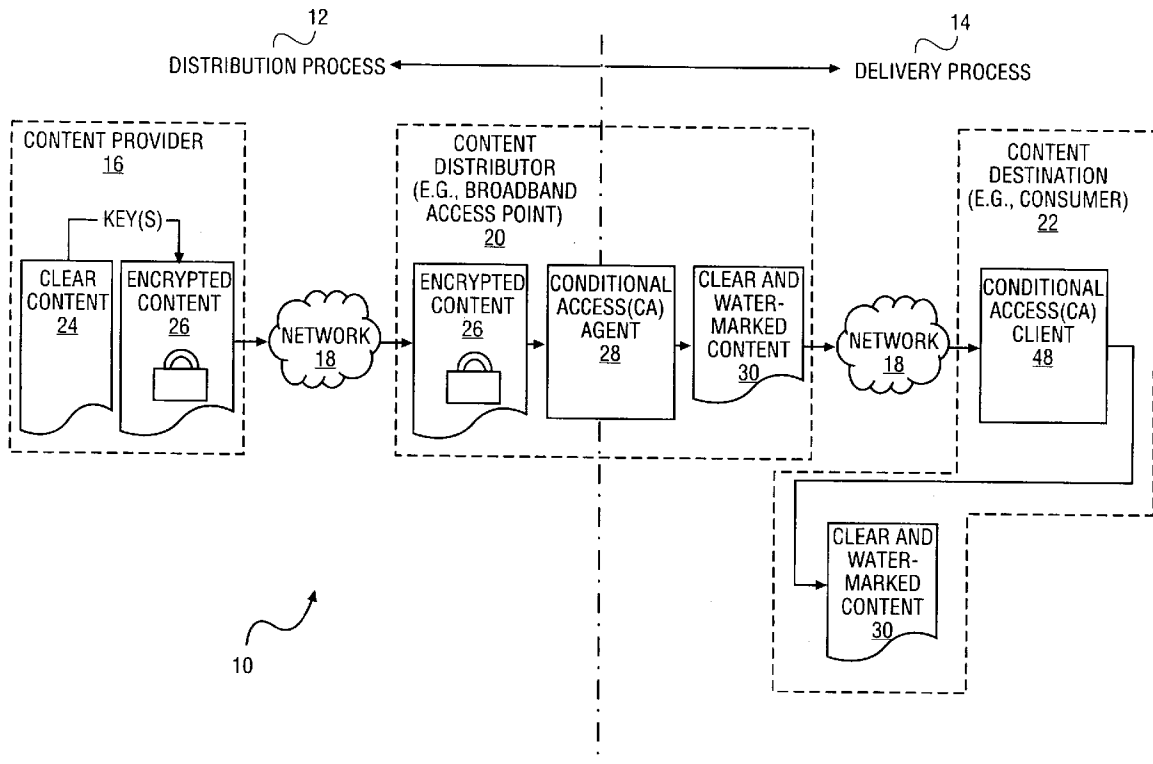 12
DISTRIBUTION PROCESS
14
DELIVERY PROCESS
CONTENT PROVIDER
16
KEY(S)
CLEAR
CONTENT
24
ENCRYPTED
CONTENT
26
NETWORK
18
CONTENT
DISTRIBUTOR
(E.G., BROADBAND
ACCESS POINT)
20
ENCRYPTED
CONTENT
26
CONDITIONAL
ACCESS(CA)
AGENT
28
CLEAR AND
WATER-
MARKED
CONTENT
30
NETWORK
18
CONTENT
DESTINATION
(E.G., CONSUMER)
22
CONDITIONAL
ACCESS(CA)
CLIENT
48
CLEAR AND
WATER-
MARKED
CONTENT
30
10